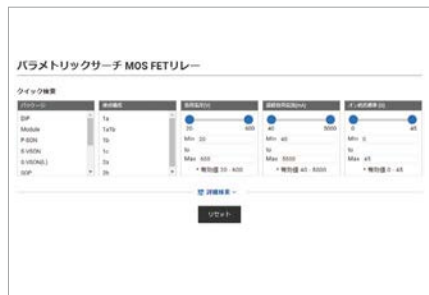 パラメトリックサーチ MOS FETリレー
クイック検索
パッケージ
DIP
Module
P-SON
S-VSON
S-VSON(L)
SOP
接点構成
1a
1a1b
1b
1c
2a
2b
負荷電圧(V)
20 600
Min 20
to
Max 600
* 有効値 20 - 600
連続負荷電流(mA)
40 5000
Min 40
to
Max 5000
* 有効値 40 - 5000
オン抵抗標準 (Ω)
0 45
Min 0
to
Max 45
* 有効値 0 - 45
詳細検索
リセット